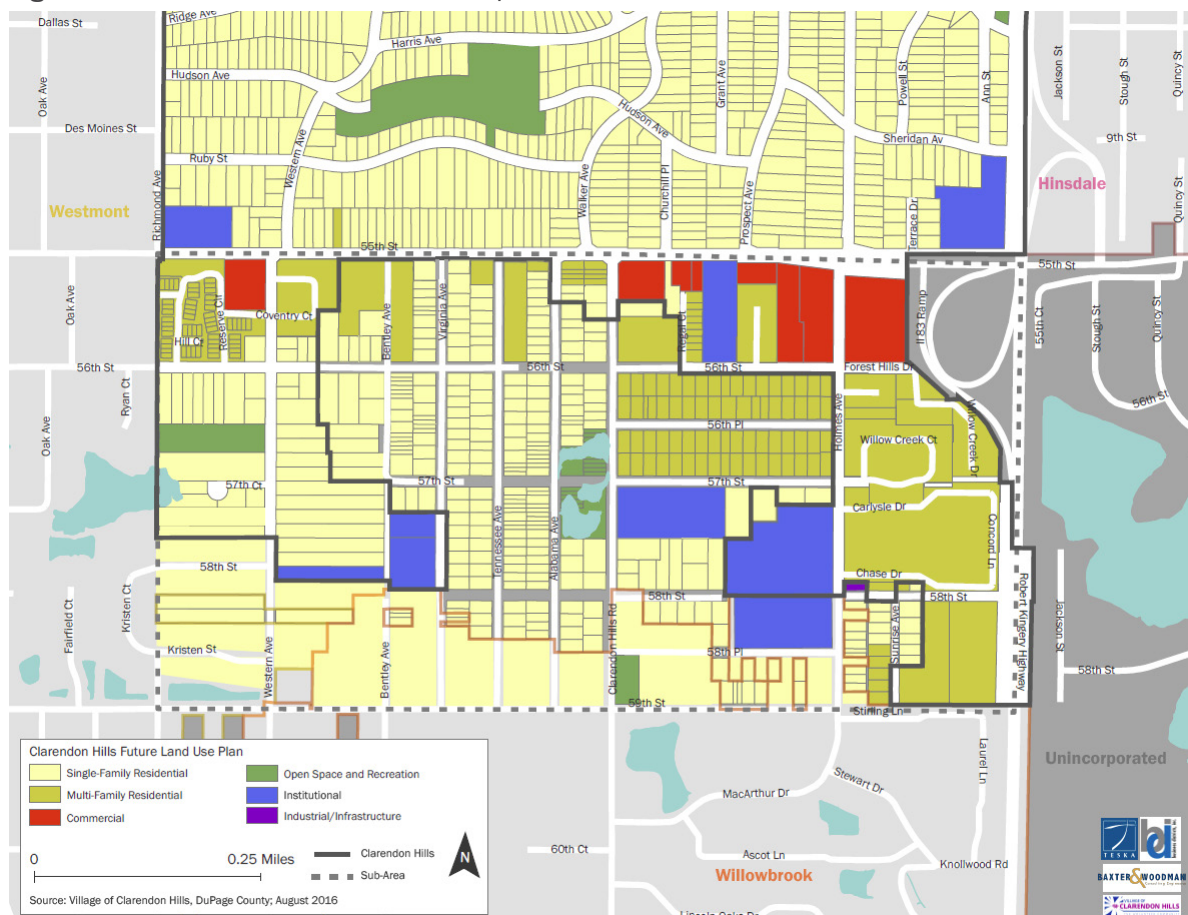 Dallas St
Ridge Ave
Harris Ave
Hudson Ave
Oak Ave
Des Moines St
Ruby St
Western Ave
Hudson Ave
Grant Ave
Powell St
Ann St
Sheridan Av
Jackson St
Stough St
Quincy St
9th St
Hinsdale
Quincy St
Westmont
Richmond Ave
Walker Ave
Churchill Pl
Prospect Ave
Terrace Dr
55th St
55th St
Oak Ave
Reserve Cir
Coventry Ct
Hill Ct
Bentley Ave
Virginia Ave
Regal Ct
Il 83 Ramp
55th Ct
Stough St
Quincy St
56th St
56th St
56th St
Forest Hills Dr
56th St
Ryan Ct
Oak Ave
56th Pl
Holmes Ave
Willow Creek Ct
Willow Creek Dr
57th Ct
57th St
57th St
Carlysle Dr
Concord Ln
Tennessee Ave
Alabama Ave
58th St
Chase Dr
58th St
58th St
Kristen Ct
Fairfield Ct
Kristen St
Western Ave
Bentley Ave
Clarendon Hills Rd
58th Pl
Sunrise Ave
Robert Kingery Highway
Jackson St
58th St
59th St
Stirling Ln
Clarendon Hills Future Land Use Plan
Single-Family Residential
Multi-Family Residential
Commercial
Open Space and Recreation
Institutional
Industrial/Infrastructure
0
0.25 Miles
Clarendon Hills
Sub-Area
N
Source: Village of Clarendon Hills, DuPage County; August 2016
Laurel Ln
Stewart Dr
MacArthur Dr
Unincorporated
60th Ct
Ascot Ln
Knollwood Rd
Willowbrook
TESKA
bdi
BAXTER & WOODMAN
CLARENDON HILLS